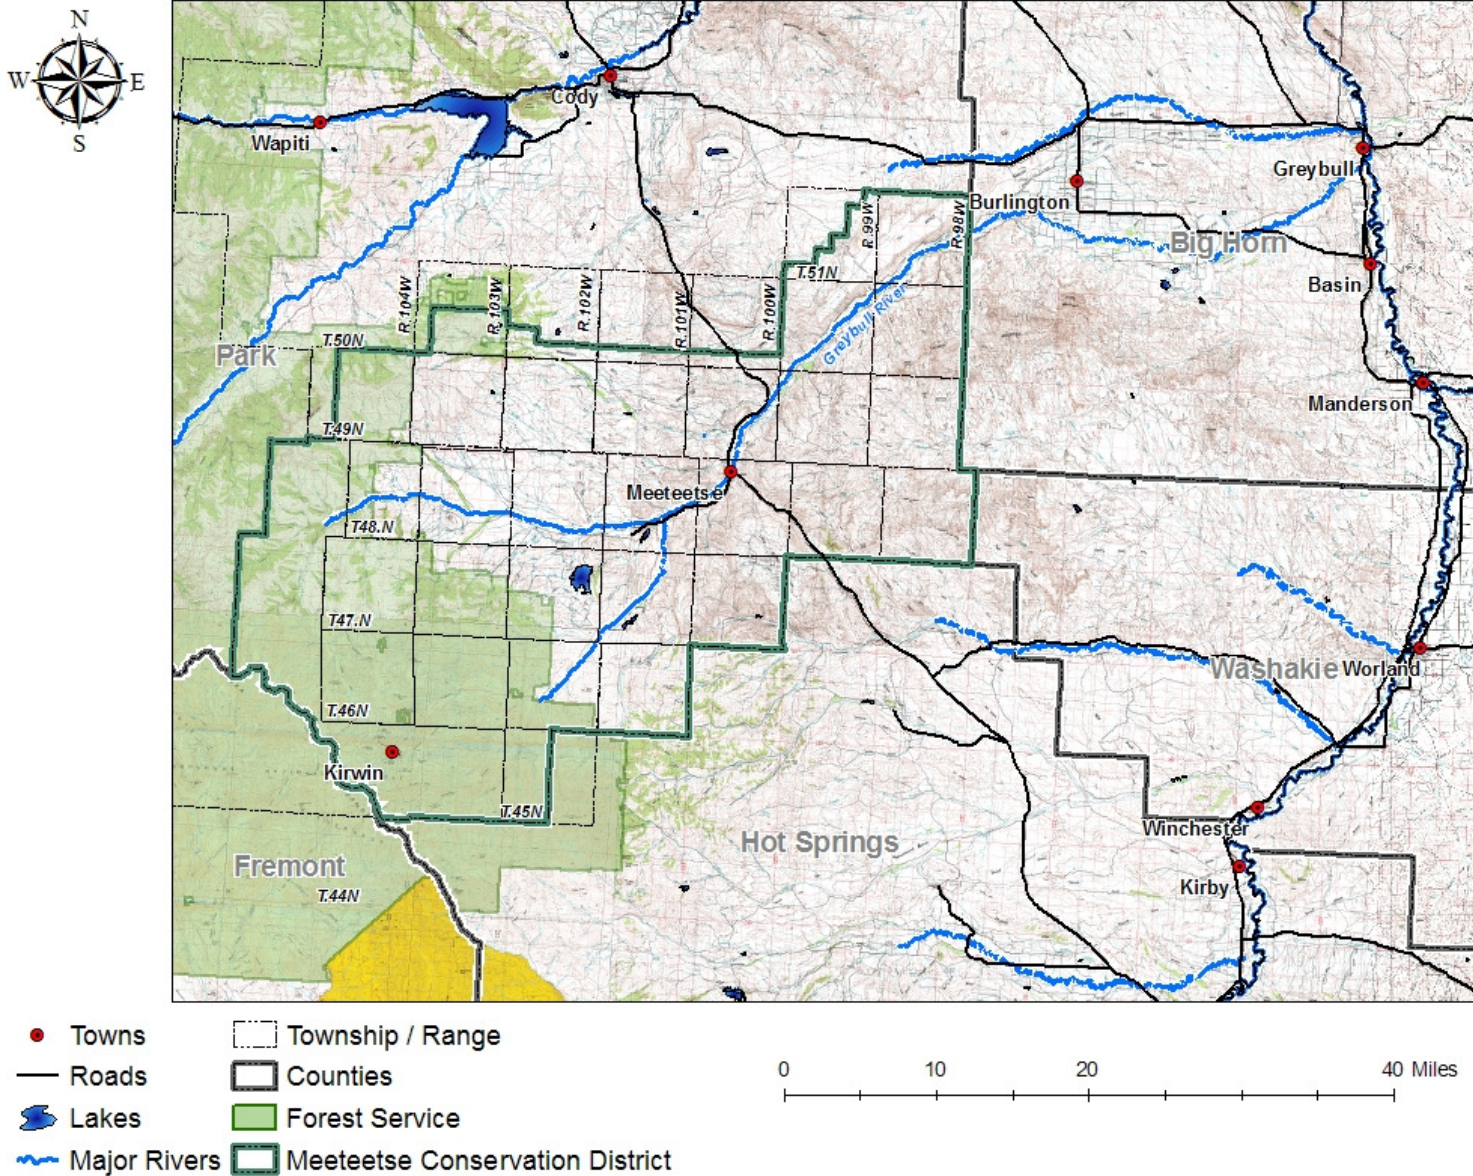 N
W E
S
Cody
Wapiti
Greybull
Burlington
R.99W
R.98W
Big Horn
T.51N
Basin
R.104W
R.103W
R.102W
R.101W
R.100W
Greybull River
T.50N
Park
Manderson
T.49N
Meeteetse
T48.N
T47.N
Washakie
Worland
T.46N
Kirwin
T.45N
Winchester
Hot Springs
Fremont
Kirby
T.44N
Towns
Township / Range
Roads
Counties
Lakes
Forest Service
Major Rivers
Meeteetse Conservation District
0 10 20 40 Miles